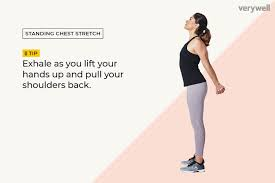 verywell
STANDING CHEST STRETCH
TIP
Exhale as you lift your
hands up and pull your
shoulders back.